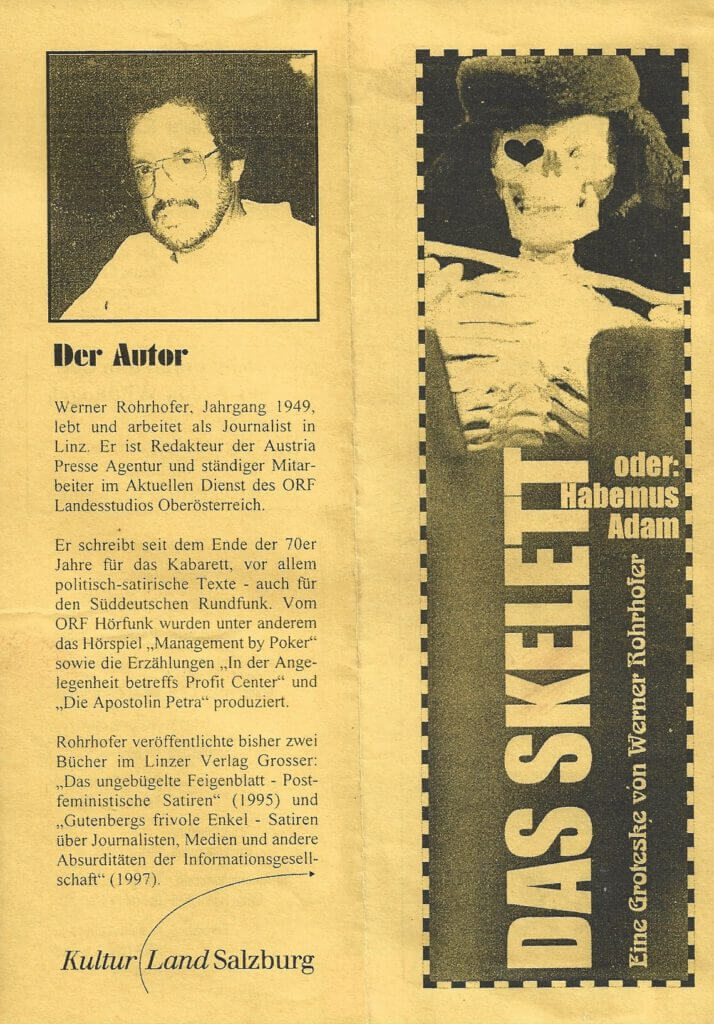 Der Autor
Werner Rohrhofer, Jahrgang 1949,
lebt und arbeitet als Journalist in
Linz. Er ist Redakteur der Austria
Presse Agentur und ständiger Mitar-
beiter im Aktuellen Dienst des ORF
Landesstudios Oberösterreich.
Er schreibt seit dem Ende der 70er
Jahre für das Kabarett, vor allem
politisch-satirische Texte - auch für
den Süddeutschen Rundfunk. Vom
ORF Hörfunk wurden unter anderem
das Hörspiel „Management by Poker“
sowie die Erzählungen „In der Ange-
legenheit betreffs Profit Center“ und
„Die Apostolin Petra“ produziert.
Rohrhofer veröffentlichte bisher zwei
Bücher im Linzer Verlag Grosser:
„Das ungebügelte Feigenblatt - Post-
feministische Satiren“ (1995) und
„Gutenbergs frivole Enkel - Satiren
über Journalisten, Medien und andere
Absurditäten der Informationsgesell-
schaft“ (1997).
Kultur Land Salzburg
DAS SKELETT
oder:
Habemus
Adam
Eine Groteske von Werner Rohrhofer